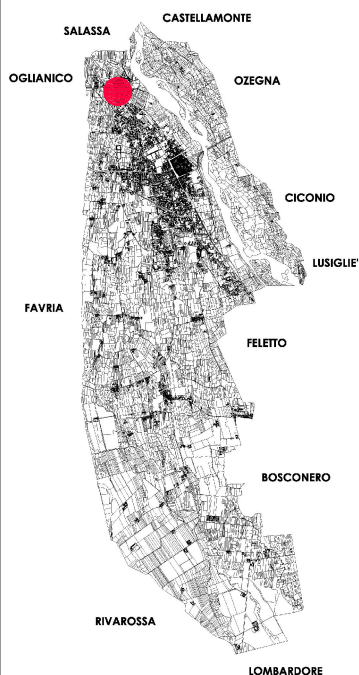 CASTELLAMONTE
SALASSA
OGLIANICO
OZEGNA
CICONIO
LUSIGLIE'
FAVRIA
FELETTO
BOSCONERO
RIVAROSSA
LOMBARDORE